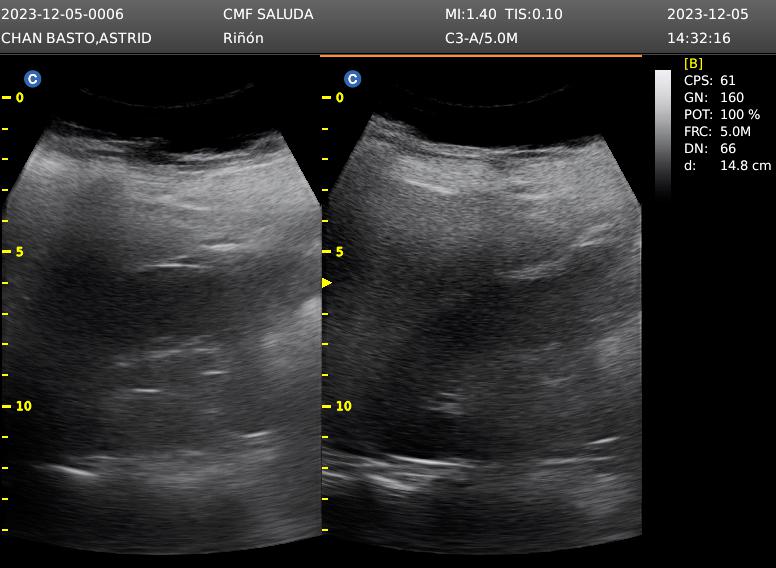 2023-12-05-0006 CMF SALUDA MI:1.40 TIS:0.10 2023-12-05
CHAN BASTO,ASTRID Riñón C3-A/5.0M 14:32:16
C
0
5
10
C
0
5
10
[B]
CPS: 61
GN: 160
POT: 100 %
FRC: 5.0M
DN: 66
d: 14.8 cm